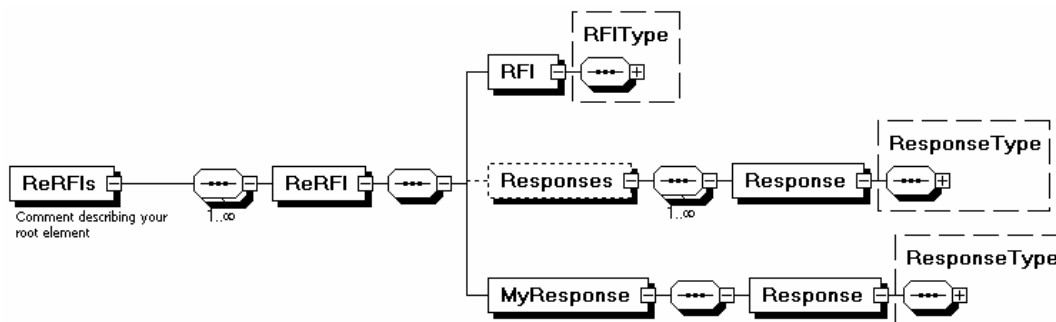 RFIType
RFI
ResponseType
ReRFIs
ReRFI
Responses
Response
1..∞
1..∞
Comment describing your
root element
ResponseType
MyResponse
Response